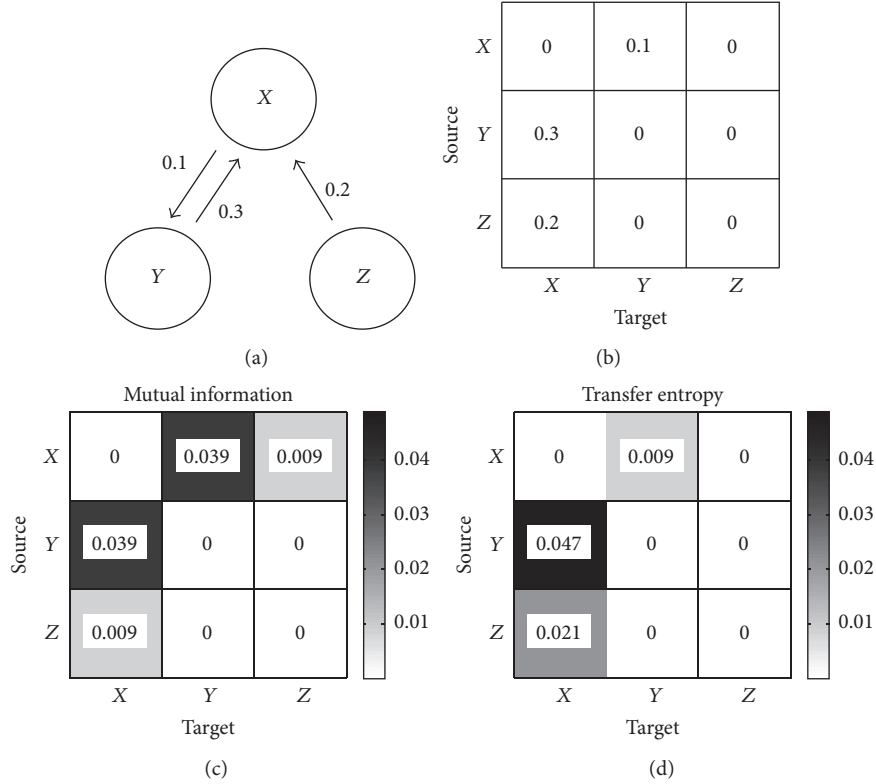 X
0.1
0.3
0.2
Y
Z
(a)
Source
X 0 0.1 0
Y 0.3 0 0
Z 0.2 0 0
X Y Z
Target
(b)
Mutual information
Source
X 0 0.039 0.009
Y 0.039 0 0
Z 0.009 0 0
X Y Z
Target
0.04
0.03
0.02
0.01
(c)
Transfer entropy
Source
X 0 0.009 0
Y 0.047 0 0
Z 0.021 0 0
X Y Z
Target
0.04
0.03
0.02
0.01
(d)